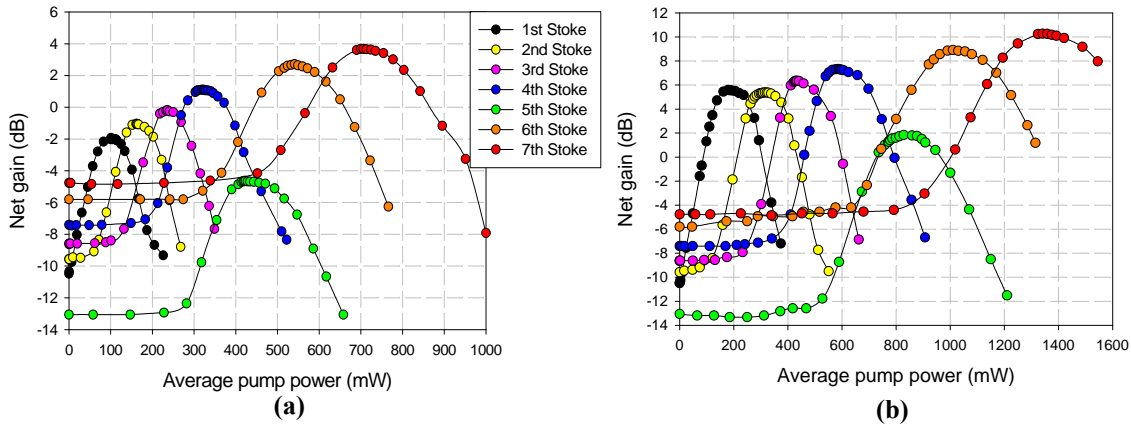 6
4
2
0
-2
-4
-6
-8
-10
-12
-14
Net gain (dB)
0 100 200 300 400 500 600 700 800 900 1000
Average pump power (mW)
(a)
1st Stoke
2nd Stoke
3rd Stoke
4th Stoke
5th Stoke
6th Stoke
7th Stoke
12
10
8
6
4
2
0
-2
-4
-6
-8
-10
-12
-14
Net gain (dB)
0 200 400 600 800 1000 1200 1400 1600
Average pump power (mW)
(b)